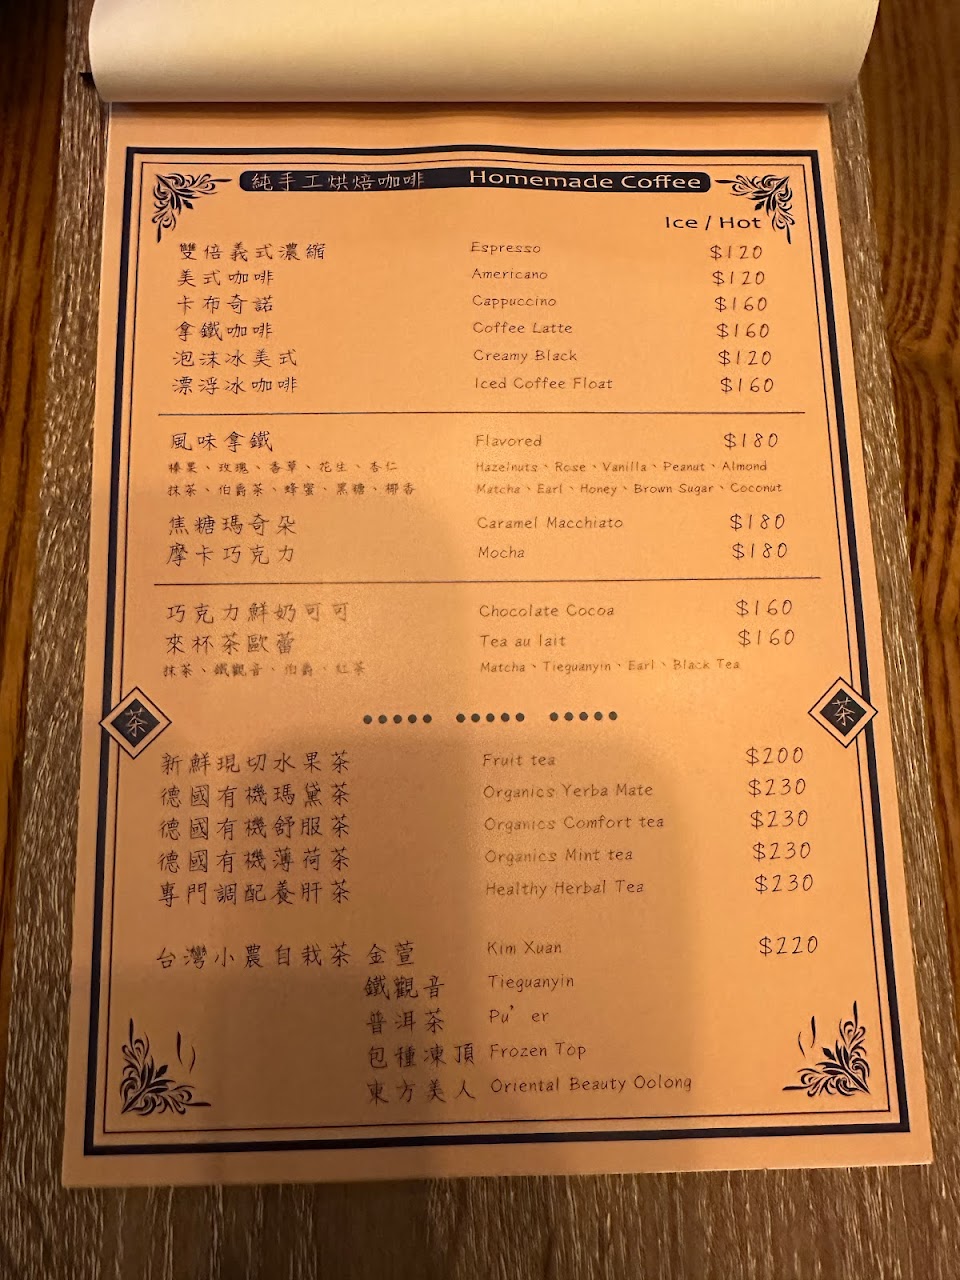 純手工烘焙咖啡 Homemade Coffee
Ice / Hot
雙倍義式濃縮 Espresso $120
美式咖啡 Americano $120
卡布奇諾 Cappuccino $160
拿鐵咖啡 Coffee Latte $160
泡沫冰美式 Creamy Black $120
漂浮冰咖啡 Iced Coffee Float $160
風味拿鐵 Flavored $180
榛果、玫瑰、香草、花生、杏仁 Hazelnuts、Rose、Vanilla、Peanut、Almond
抹茶、伯爵茶、蜂蜜、黑糖、椰香 Matcha、Earl、Honey、Brown Sugar、Coconut
焦糖瑪奇朵 Caramel Macchiato $180
摩卡巧克力 Mocha $180
巧克力鮮奶可可 Chocolate Cocoa $160
來杯茶歐蕾 Tea au lait $160
抹茶、鐵觀音、伯爵、紅茶 Matcha、Tieguanyin、Earl、Black Tea
茶 茶
新鮮現切水果茶 Fruit tea $200
德國有機瑪黛茶 Organics Yerba Mate $230
德國有機舒服茶 Organics Comfort tea $230
德國有機薄荷茶 Organics Mint tea $230
專門調配養肝茶 Healthy Herbal Tea $230
台灣小農自栽茶 金萱 Kim Xuan $220
鐵觀音 Tieguanyin
普洱茶 Pu’er
包種凍頂 Frozen Top
東方美人 Oriental Beauty Oolong